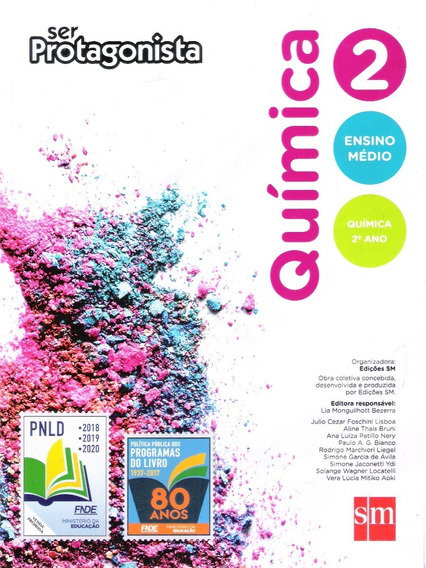 ser
Protagonista
Química
2
ENSINO
MÉDIO
QUÍMICA
2º ANO
Organizadora:
Edições SM
Obra coletiva concebida,
desenvolvida e produzida
por Edições SM.
Editora responsável:
Lia Monguilhott Bezerra
Julio Cezar Foschini Lisboa
Aline Thaís Bruni
Ana Luiza Petillo Nery
Paulo A. G. Bianco
Rodrigo Marchiori Liegel
Simone Garcia de Ávila
Simone Jaconetti Ydi
Solange Wagner Locatelli
Vera Lúcia Mitiko Aoki
PNLD
•2018
•2019
•2020
FNDE
MINISTÉRIO DA
EDUCAÇÃO
POLÍTICA PÚBLICA DOS
PROGRAMAS
DO LIVRO
1937-2017
80
ANOS
FNDE
MINISTÉRIO DA
EDUCAÇÃO
sm